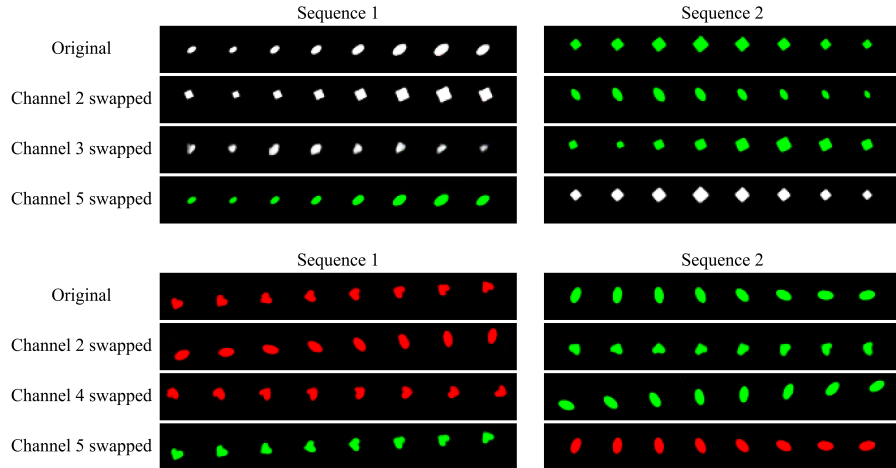 Sequence 1
Sequence 2
Original
Channel 2 swapped
Channel 3 swapped
Channel 5 swapped
Sequence 1
Sequence 2
Original
Channel 2 swapped
Channel 4 swapped
Channel 5 swapped